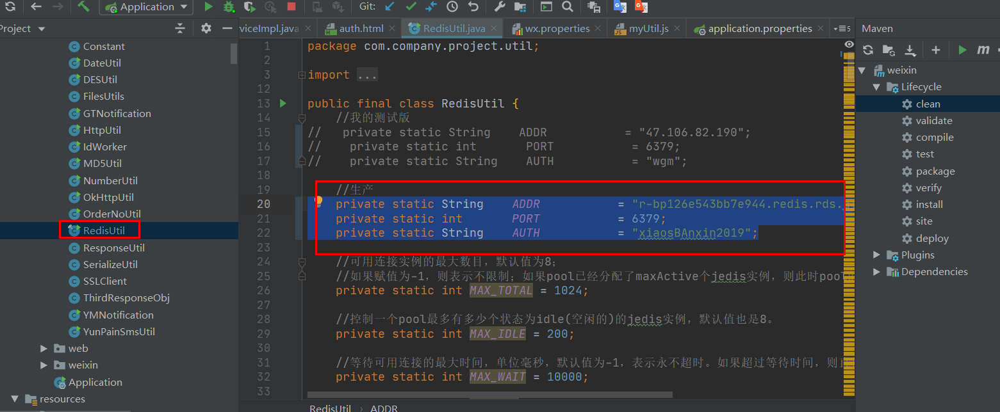 Application
Git:
Project
viceImpl.java
auth.html
RedisUtil.java
wx.properties
myUtil.js
application.properties
5
Maven
Constant
DateUtil
DESUtil
FilesUtils
GTNotification
HttpUtil
IdWorker
MD5Util
NumberUtil
OkHttpUtil
OrderNoUtil
RedisUtil
ResponseUtil
SerializeUtil
SSLClient
ThirdResponseObj
YMNotification
YunPainSmsUtil
web
weixin
Application
resources
1 package com.company.project.util;
2
3 import ...
12
13 public final class RedisUtil {
14 //我的测试版
15 // private static String ADDR = "47.106.82.190";
16 // private static int PORT = 6379;
17 // private static String AUTH = "wgm";
18
19 //生产
20 private static String ADDR = "r-bp126e543bb7e944.redis.rds.
21 private static int PORT = 6379;
22 private static String AUTH = "xiaosBAnxin2019";
23
24 //可用连接实例的最大数目，默认值为8；
25 //如果赋值为-1，则表示不限制；如果pool已经分配了maxActive个jedis实例，则此时pool
26 private static int MAX_TOTAL = 1024;
27
28 //控制一个pool最多有多少个状态为idle(空闲的)的jedis实例，默认值也是8。
29 private static int MAX_IDLE = 200;
30
31 //等待可用连接的最大时间，单位毫秒，默认值为-1，表示永不超时。如果超过等待时间，则直
32 private static int MAX_WAIT = 10000;
33
RedisUtil › ADDR
m
weixin
Lifecycle
clean
validate
compile
test
package
verify
install
site
deploy
Plugins
Dependencies